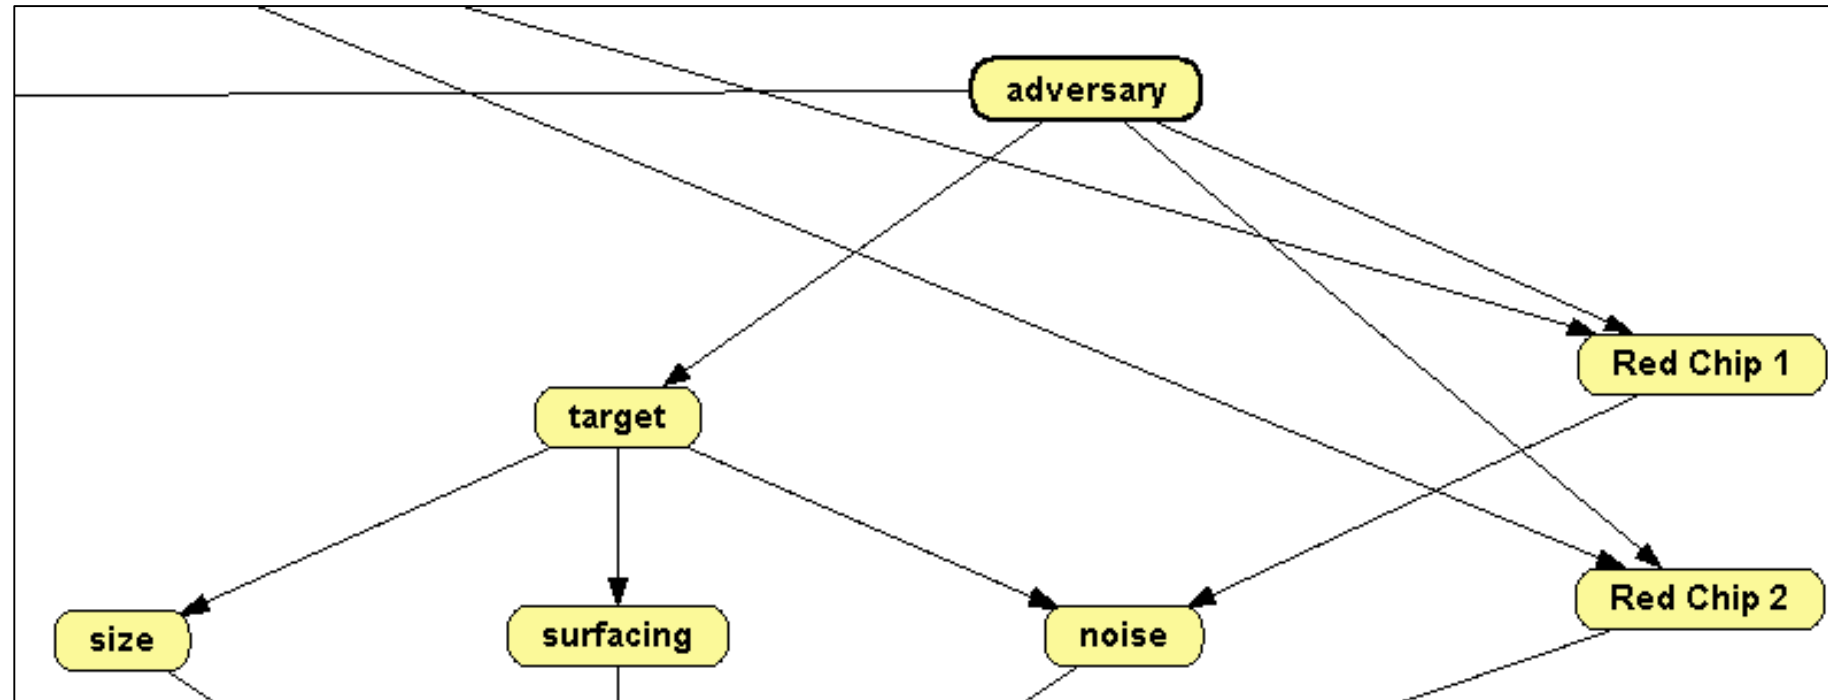 adversary
Red Chip 1
target
Red Chip 2
size
surfacing
noise